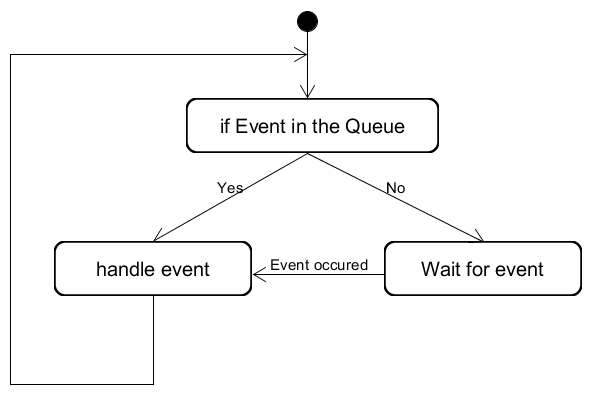 if Event in the Queue
Yes
No
handle event
Event occured
Wait for event